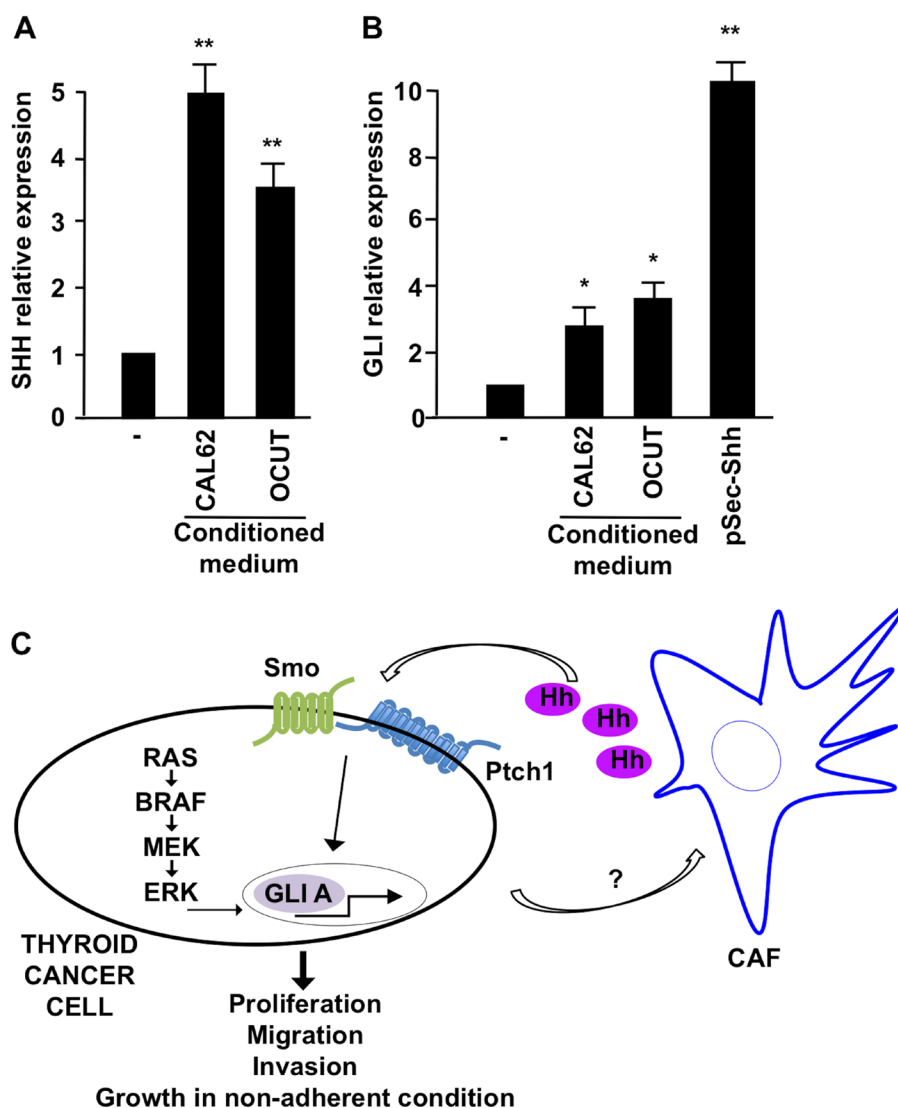 A
SHH relative expression
5
4
3
2
1
0
**
**
-
CAL62
OCUT
Conditioned
medium
B
GLI relative expression
10
8
6
4
2
0
*
*
**
-
CAL62
OCUT
pSec-Shh
Conditioned
medium
C
Smo
Ptch1
Hh
Hh
Hh
RAS
BRAF
MEK
ERK
GLI A
?
THYROID
CANCER
CELL
CAF
Proliferation
Migration
Invasion
Growth in non-adherent condition